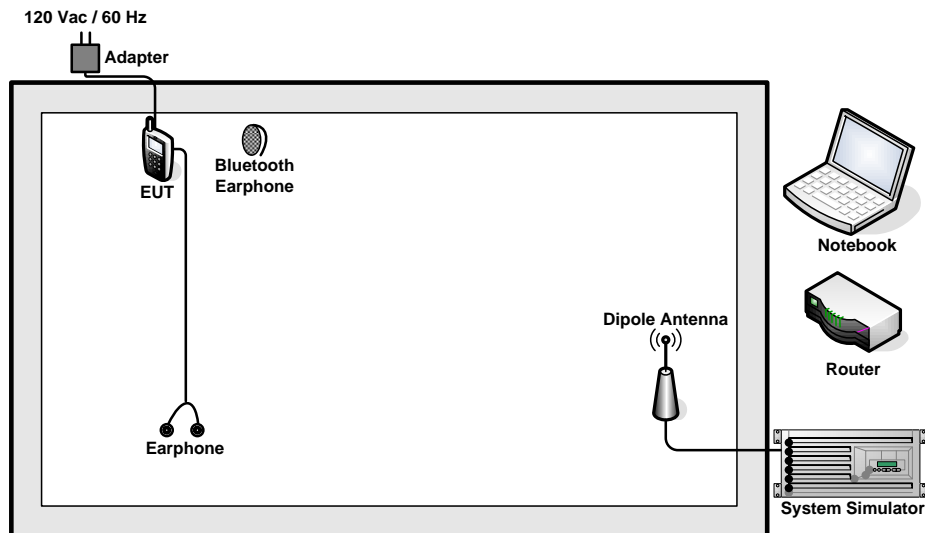 120 Vac / 60 Hz
Adapter
EUT
Bluetooth
Earphone
Notebook
Dipole Antenna
Router
Earphone
System Simulator